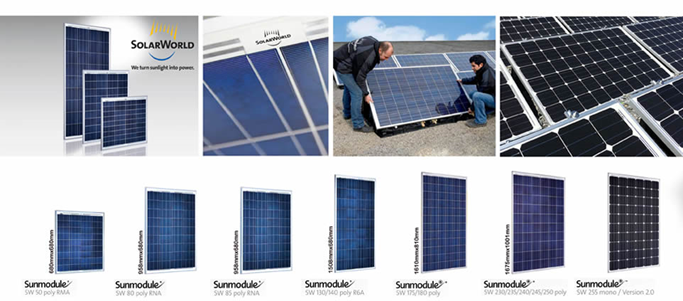 SOLARWORLD
We turn sunlight into power.
SOLARWORLD
680mmx680mm
958mmx680mm
958mmx680mm
1508mmx680mm
1610mmx810mm
1675mmx1001mm
Sunmodule
SW 50 poly RMA
Sunmodule
SW 80 poly RNA
Sunmodule
SW 85 poly RNA
Sunmodule
SW 130/140 poly R6A
Sunmodule
SW 175/180 poly
Sunmodule
SW 230/235/240/245/250 poly
Sunmodule
SW 255 mono / Version 2.0